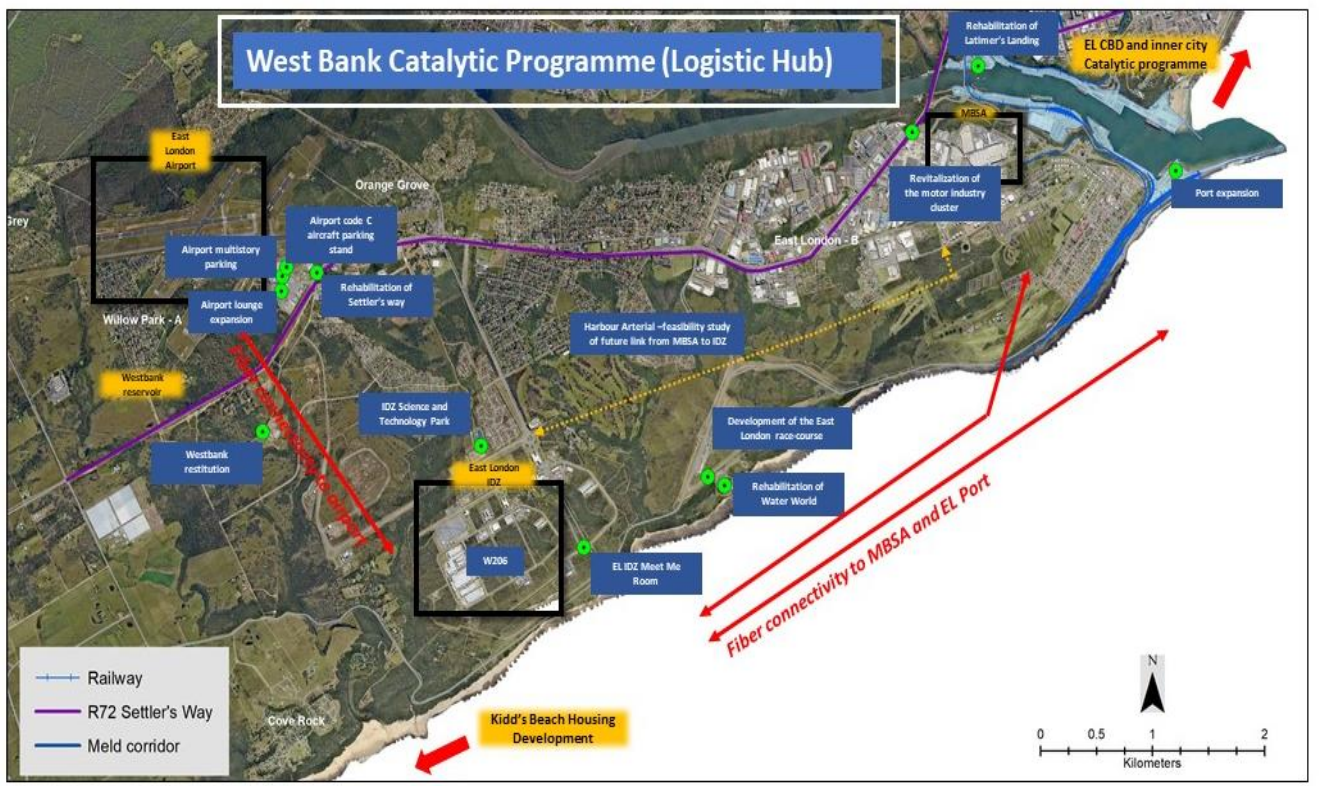 West Bank Catalytic Programme (Logistic Hub)
Rehabilitation of
Latimer's Landing
EL CBD and inner city
Catalytic programme
East
London
Airport
MBSA
Orange Grove
Revitalization of
the motor industry
cluster
Port expansion
Grey
Airport code C
aircraft parking
stand
Airport multistory
parking
East London - B
Rehabilitation of
Settler's way
Airport lounge
expansion
Willow Park - A
Harbour Arterial –feasibility study
of future link from MBSA to IDZ
Westbank
reservoir
Fiber connectivity to airport
IDZ Science and
Technology Park
Development of the East
London race-course
Westbank
restitution
East London
IDZ
Rehabilitation of
Water World
W206
EL IDZ Meet Me
Room
Fiber connectivity to MBSA and EL Port
Railway
R72 Settler's Way
Meld corridor
Cove Rock
Kidd's Beach Housing
Development
N
0 0.5 1 2
Kilometers